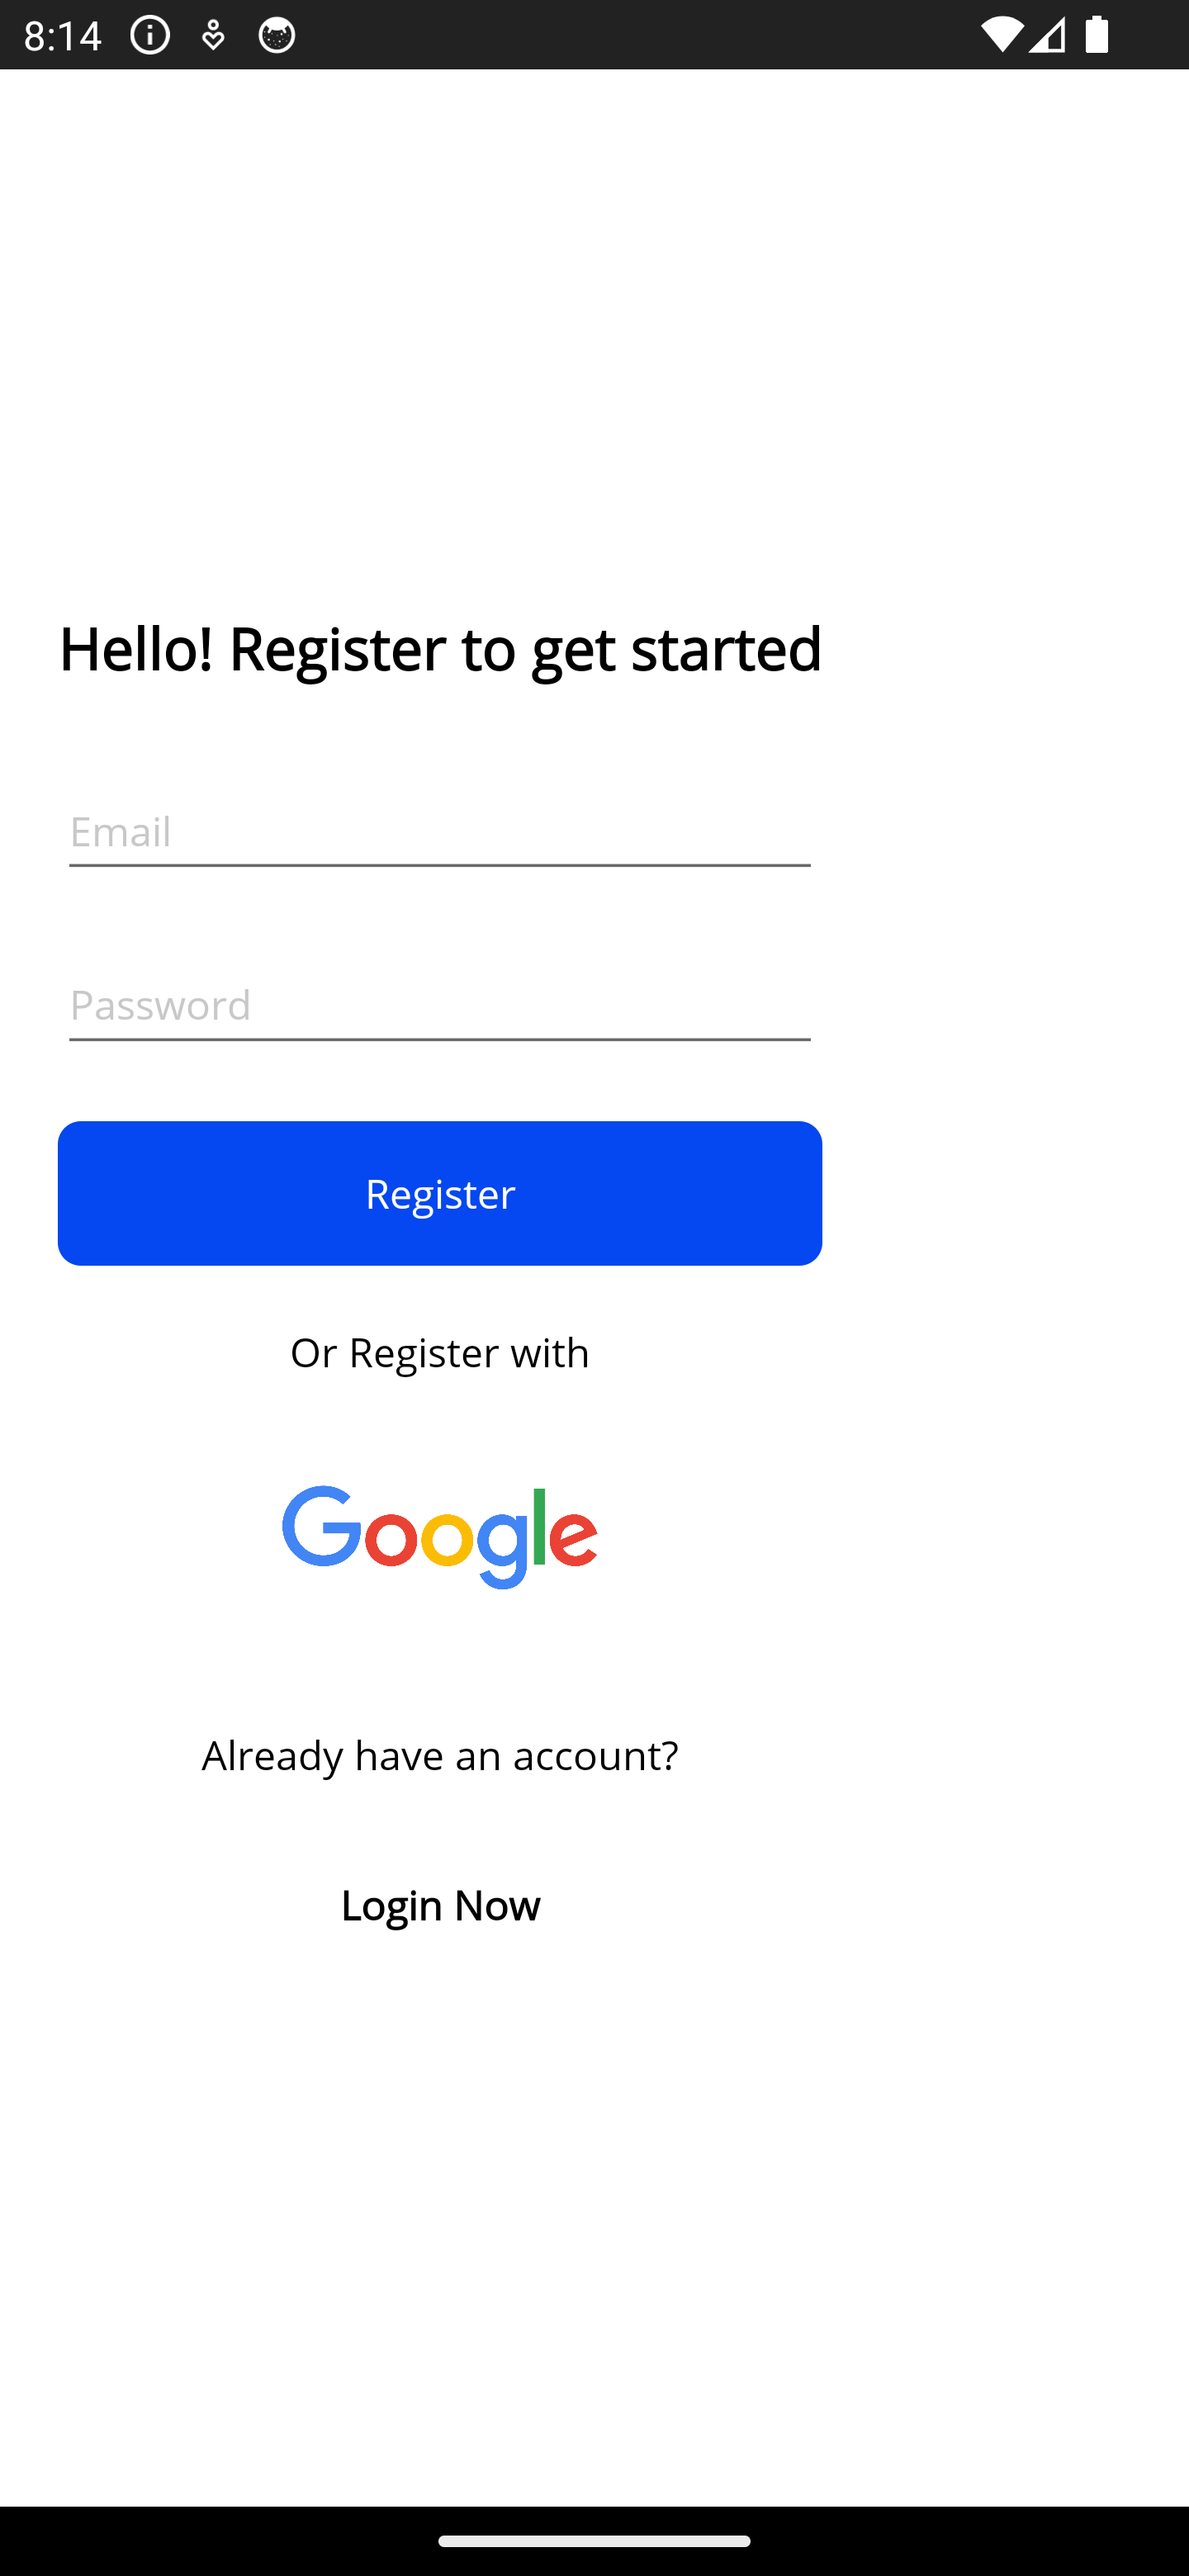 8:14
Hello! Register to get started
Email
Password
Register
Or Register with
Google
Already have an account?
Login Now